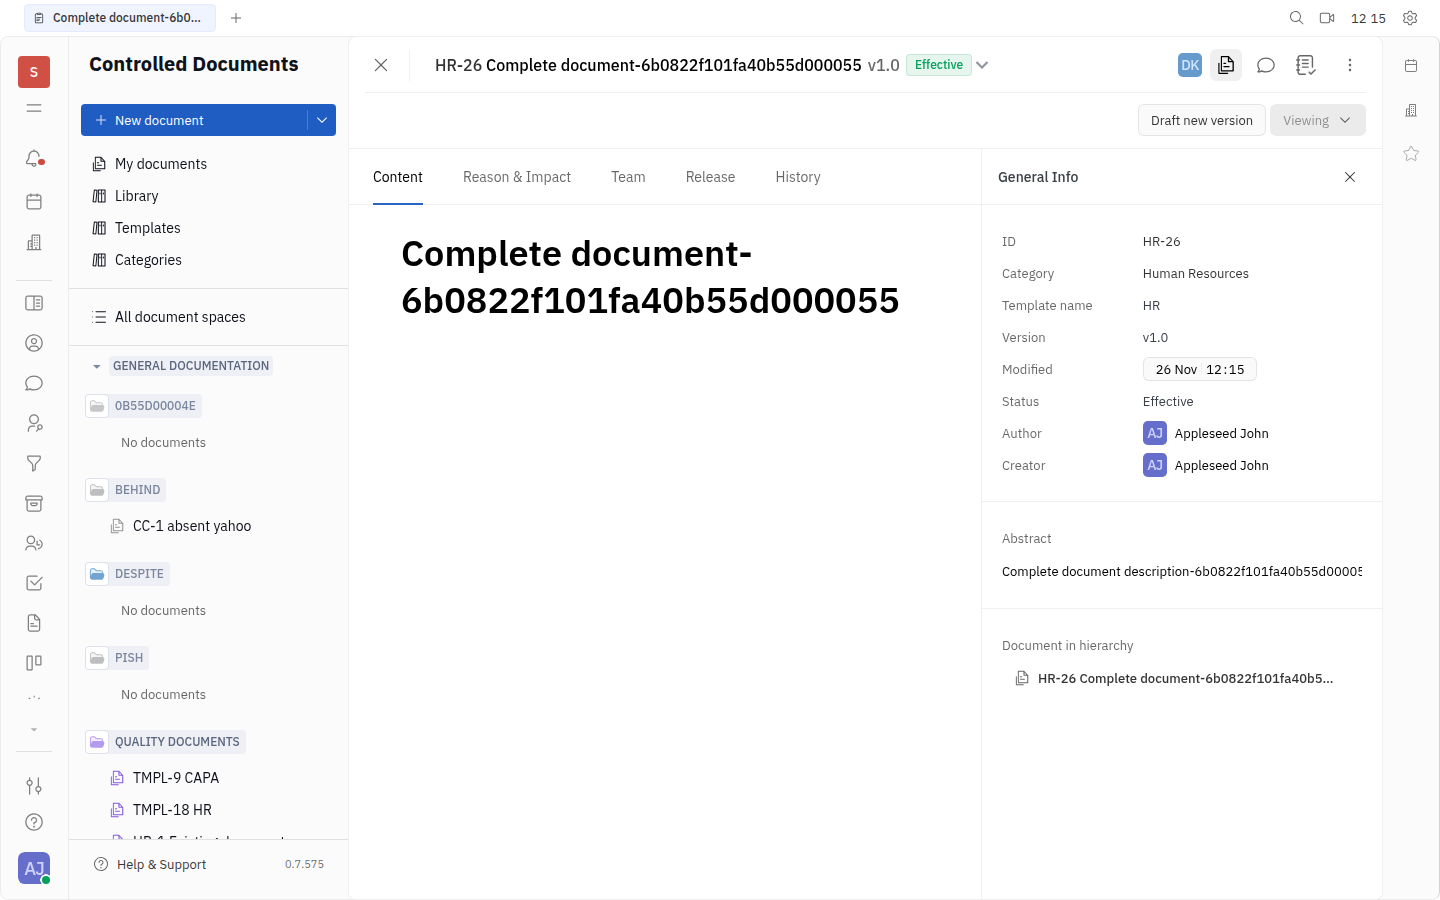 Complete document-6b0...
12 15
S
Controlled Documents
New document
My documents
Library
Templates
Categories
All document spaces
GENERAL DOCUMENTATION
0B55D00004E
No documents
BEHIND
CC-1 absent yahoo
DESPITE
No documents
PISH
No documents
QUALITY DOCUMENTS
TMPL-9 CAPA
TMPL-18 HR
Help & Support
0.7.575
AJ
HR-26 Complete document-6b0822f101fa40b55d000055 v1.0 Effective
DK
Draft new version
Viewing
Content
Reason & Impact
Team
Release
History
Complete document-
6b0822f101fa40b55d000055
General Info
ID HR-26
Category Human Resources
Template name HR
Version v1.0
Modified 26 Nov 12:15
Status Effective
Author AJ Appleseed John
Creator AJ Appleseed John
Abstract
Complete document description-6b0822f101fa40b55d00005
Document in hierarchy
HR-26 Complete document-6b0822f101fa40b5...